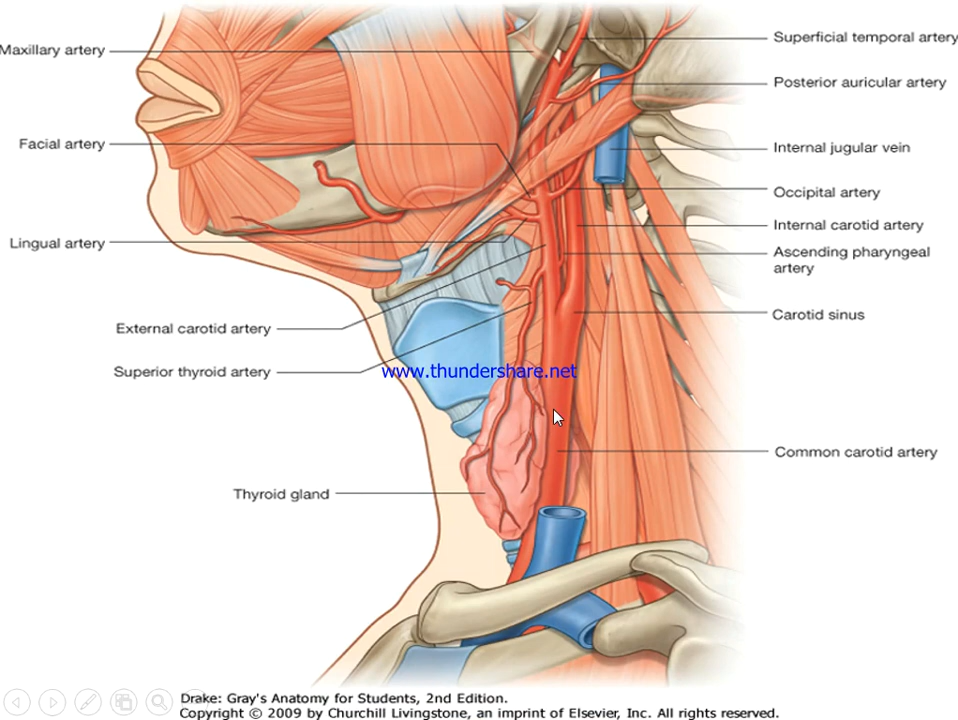 Maxillary artery
Facial artery
Lingual artery
External carotid artery
Superior thyroid artery
Thyroid gland
Superficial temporal artery
Posterior auricular artery
Internal jugular vein
Occipital artery
Internal carotid artery
Ascending pharyngeal
artery
Carotid sinus
Common carotid artery
www.thundershare.net
Drake: Gray's Anatomy for Students, 2nd Edition.
Copyright © 2009 by Churchill Livingstone, an imprint of Elsevier, Inc. All rights reserved.